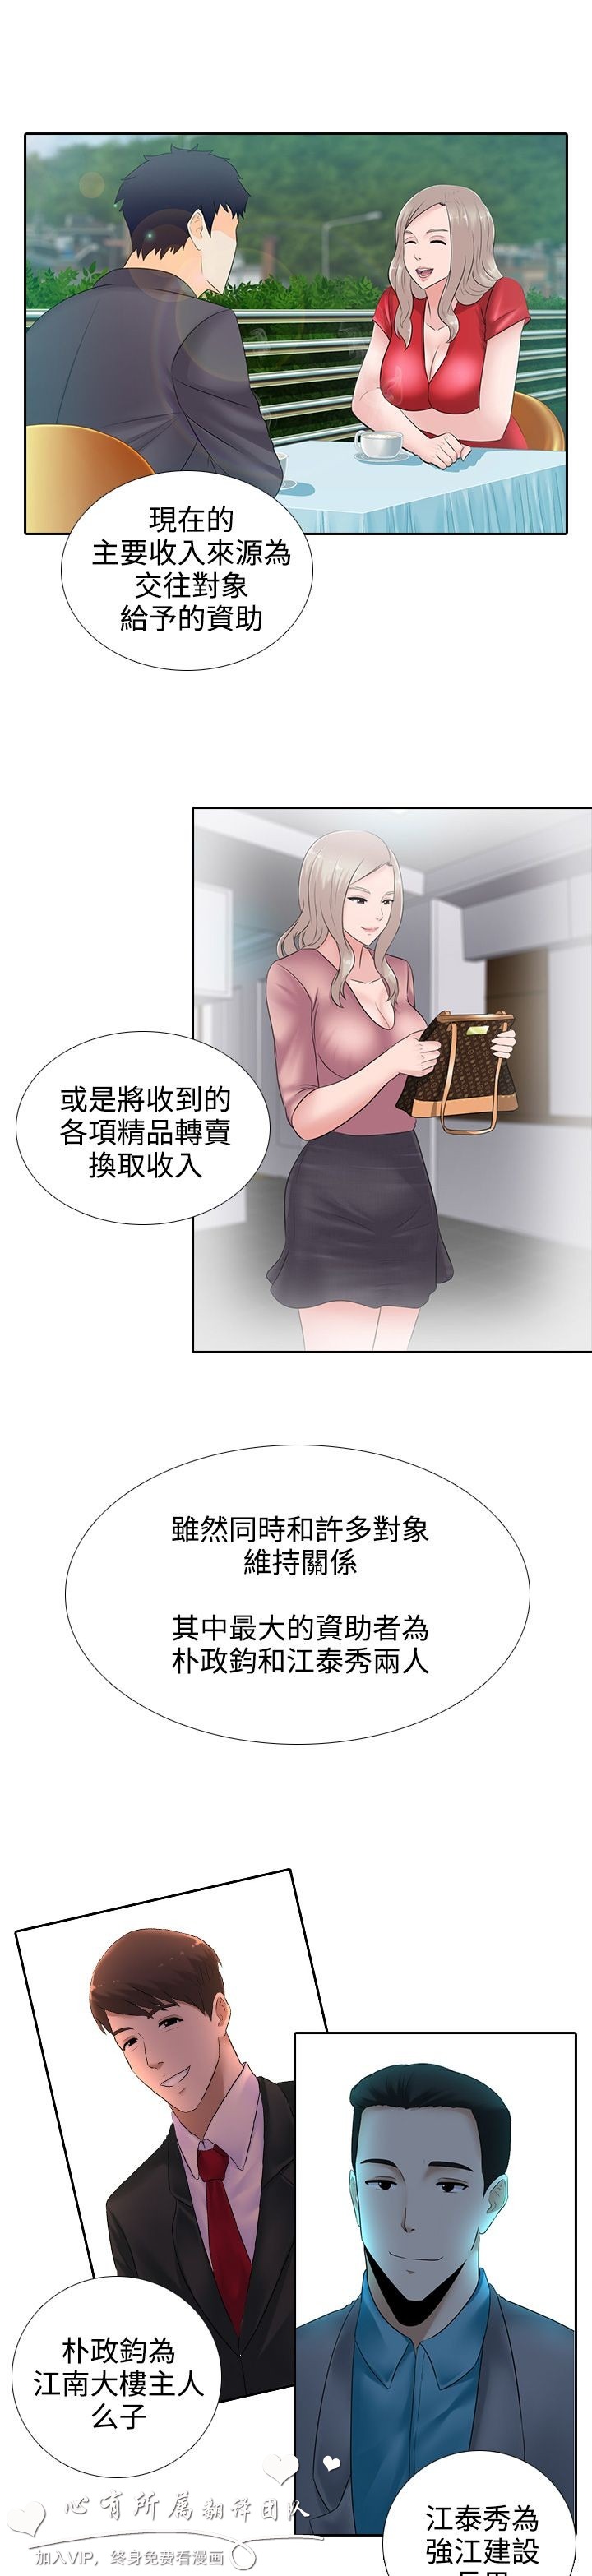 現在的
主要收入來源為
交往對象
給予的資助
或是將收到的
各項精品轉賣
換取收入
雖然同時和許多對象
維持關係
其中最大的資助者為
朴政鈞和江泰秀兩人
朴政鈞為
江南大樓主人
么子
江泰秀為
強江建設
心有所属翻译团队
加入VIP，终身免费看漫画